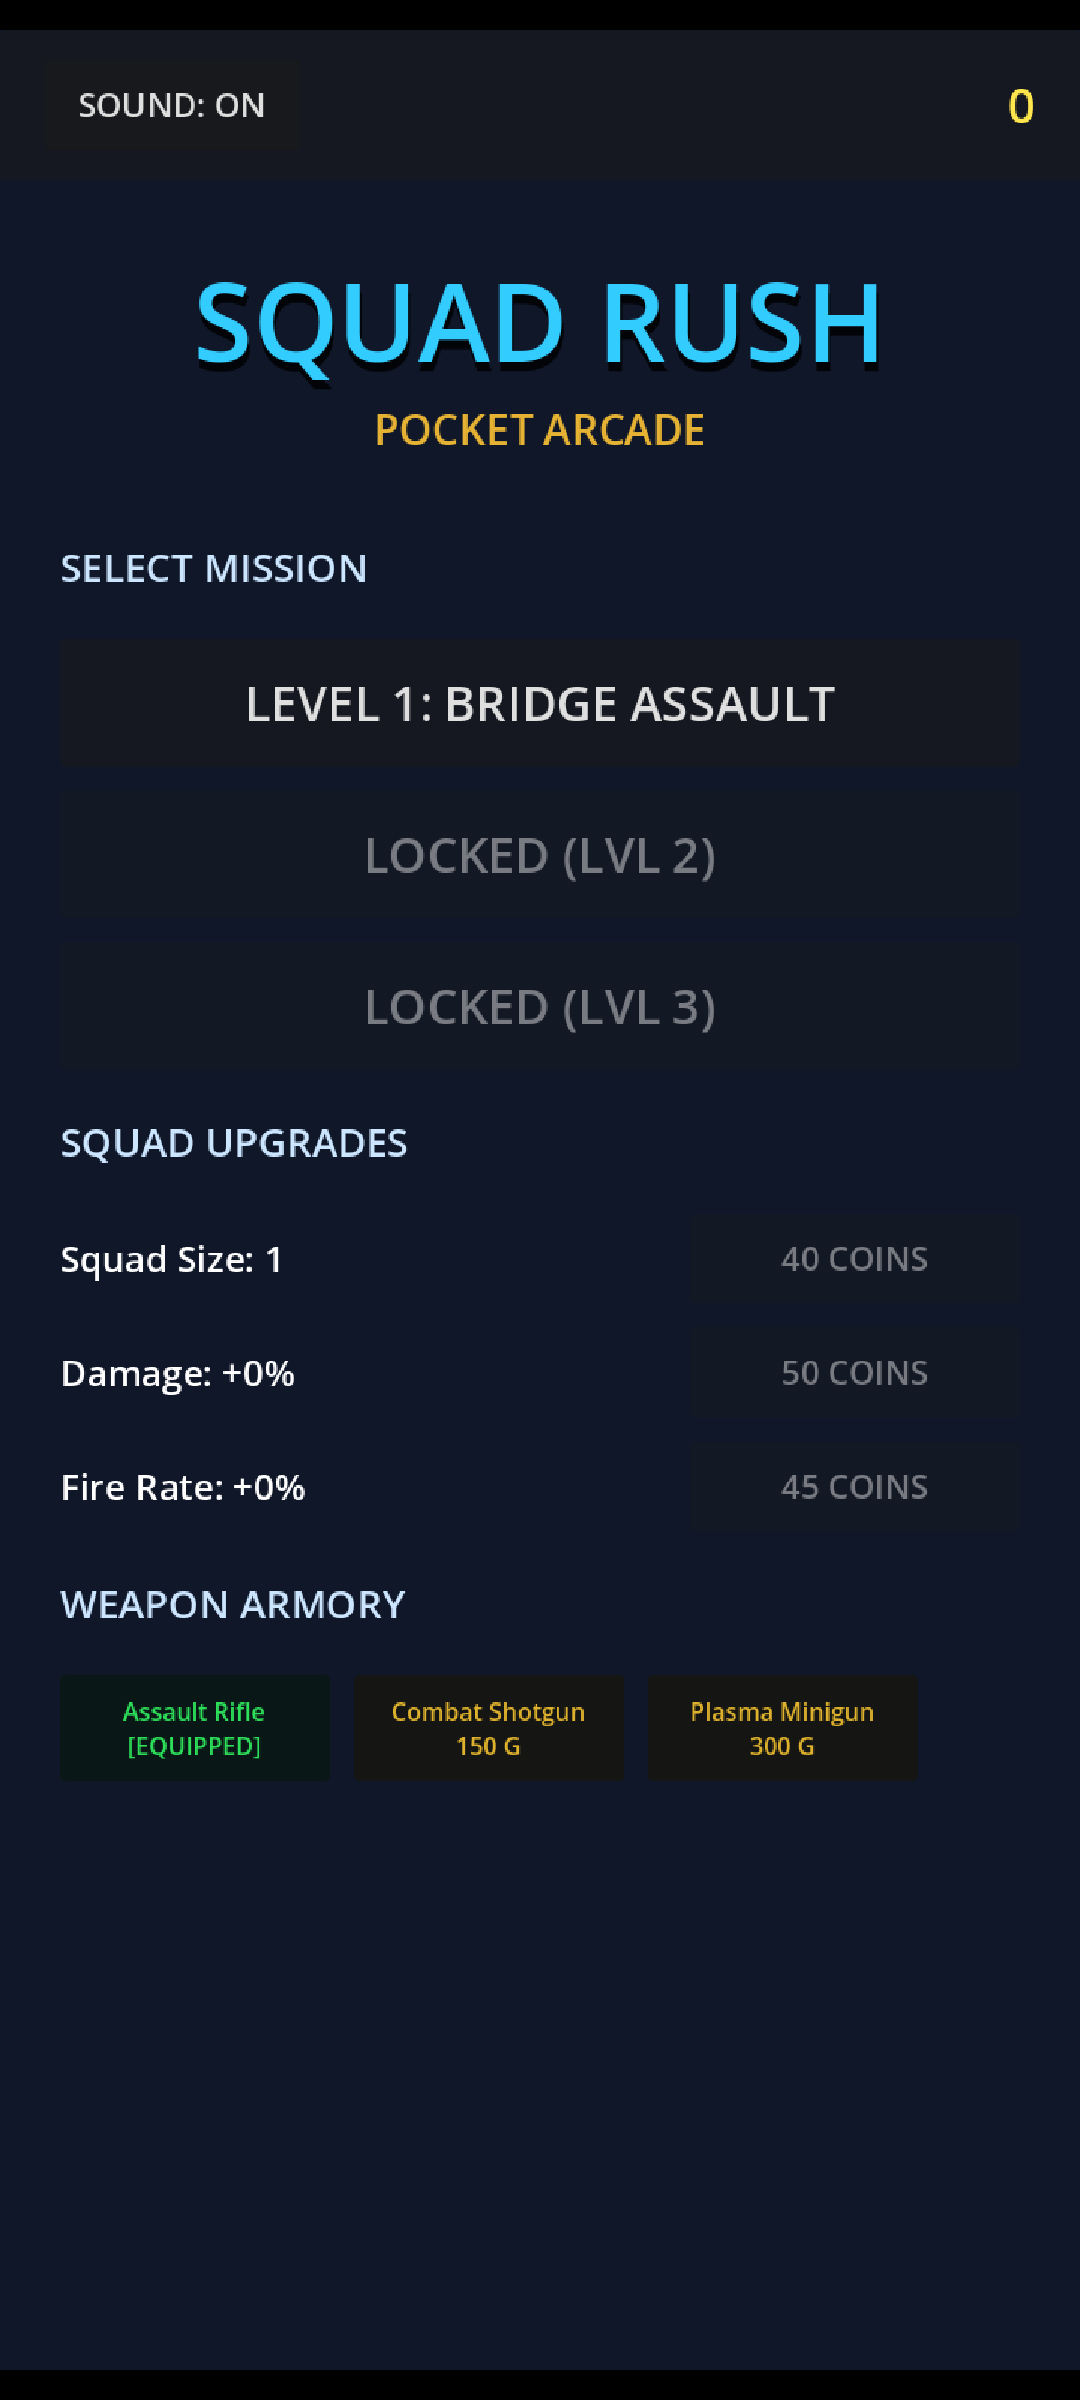 SOUND: ON
0
SQUAD RUSH
POCKET ARCADE
SELECT MISSION
LEVEL 1: BRIDGE ASSAULT
LOCKED (LVL 2)
LOCKED (LVL 3)
SQUAD UPGRADES
Squad Size: 1
40 COINS
Damage: +0%
50 COINS
Fire Rate: +0%
45 COINS
WEAPON ARMORY
Assault Rifle
[EQUIPPED]
Combat Shotgun
150 G
Plasma Minigun
300 G